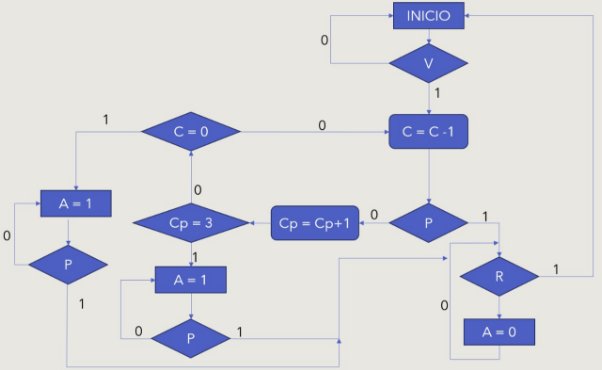 INICIO
0
V
1
1
C = 0
0
C = C -1
0
A = 1
Cp = 3
Cp = Cp+1
0
P
1
0
P
1
A = 1
R
1
1
0
P
1
0
A = 0